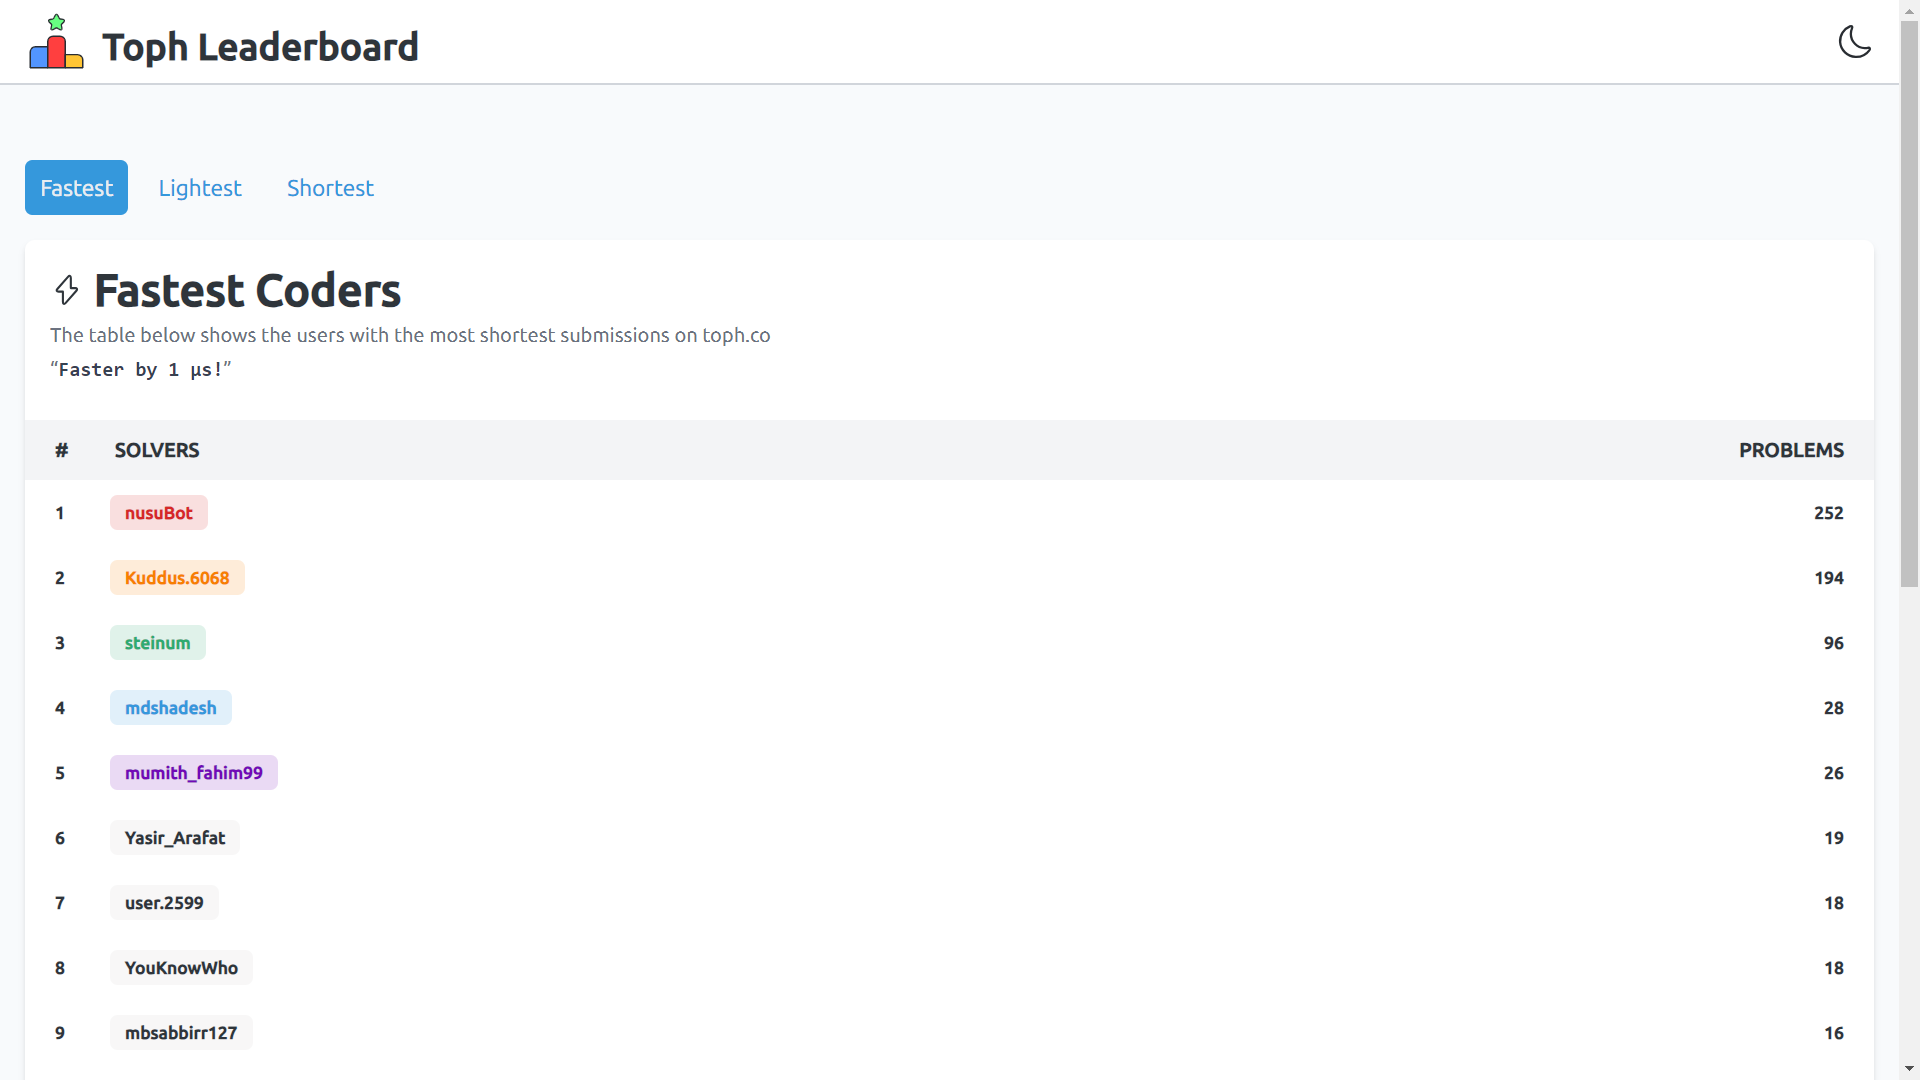 Toph Leaderboard
Fastest Lightest Shortest
Fastest Coders
The table below shows the users with the most shortest submissions on toph.co
“Faster by 1 µs!”
# SOLVERS PROBLEMS
1 nusuBot 252
2 Kuddus.6068 194
3 steinum 96
4 mdshadesh 28
5 mumith_fahim99 26
6 Yasir_Arafat 19
7 user.2599 18
8 YouKnowWho 18
9 mbsabbirr127 16